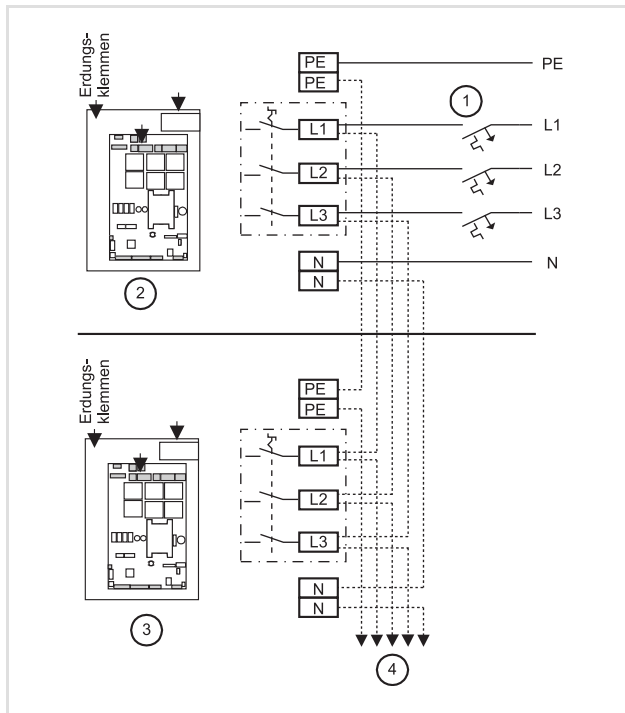 Erdungs-
klemmen
PE
PE
PE
1
L1
L1
L2
L2
L3
L3
N
N
N
2
Erdungs-
klemmen
PE
PE
L1
L2
L3
N
N
3
4